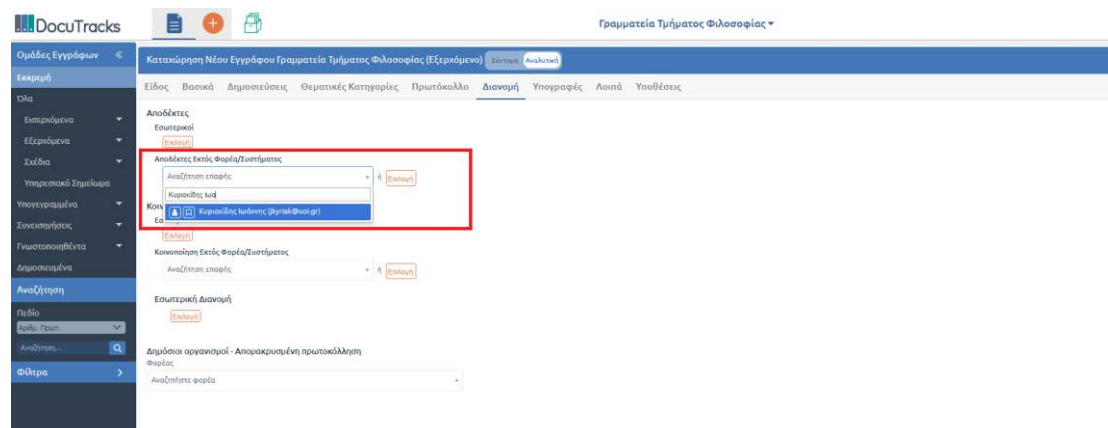 DocuTracks
Γραμματεία Τμήματος Φιλοσοφίας
Ομάδες Εγγράφων
Εκκρεμή
Όλα
Εισερχόμενα
Εξερχόμενα
Σχέδια
Υπηρεσιακό Σημείωμα
Υπογεγραμμένα
Συνεισηγήσεις
Γνωστοποιηθέντα
Δημοσιευμένα
Αναζήτηση
Πεδίο
Αριθμ. Πρωτ.
Αναζήτηση...
Φίλτρα
Καταχώρηση Νέου Εγγράφου Γραμματεία Τμήματος Φιλοσοφίας (Εξερχόμενο) Σύντομη Αναλυτική
Είδος Βασικά Δημοσιεύσεις Θεματικές Κατηγορίες Πρωτόκολλο Διανομή Υπογραφές Λοιπά Υποθέσεις
Αποδέκτες
Εσωτερικοί
Επιλογή
Αποδέκτες Εκτός Φορέα/Συστήματος
Αναζήτηση επαφής ή Επιλογή
Κυριακίδης Ιωα
Κυριακίδης Ιωάννης (jkyriak@uoi.gr)
Κοιν
Εσ
Επιλογή
Κοινοποίηση Εκτός Φορέα/Συστήματος
Αναζήτηση επαφής ή Επιλογή
Εσωτερική Διανομή
Επιλογή
Δημόσιοι οργανισμοί - Απομακρυσμένη πρωτοκόλληση
Φορέας
Αναζητήστε φορέα